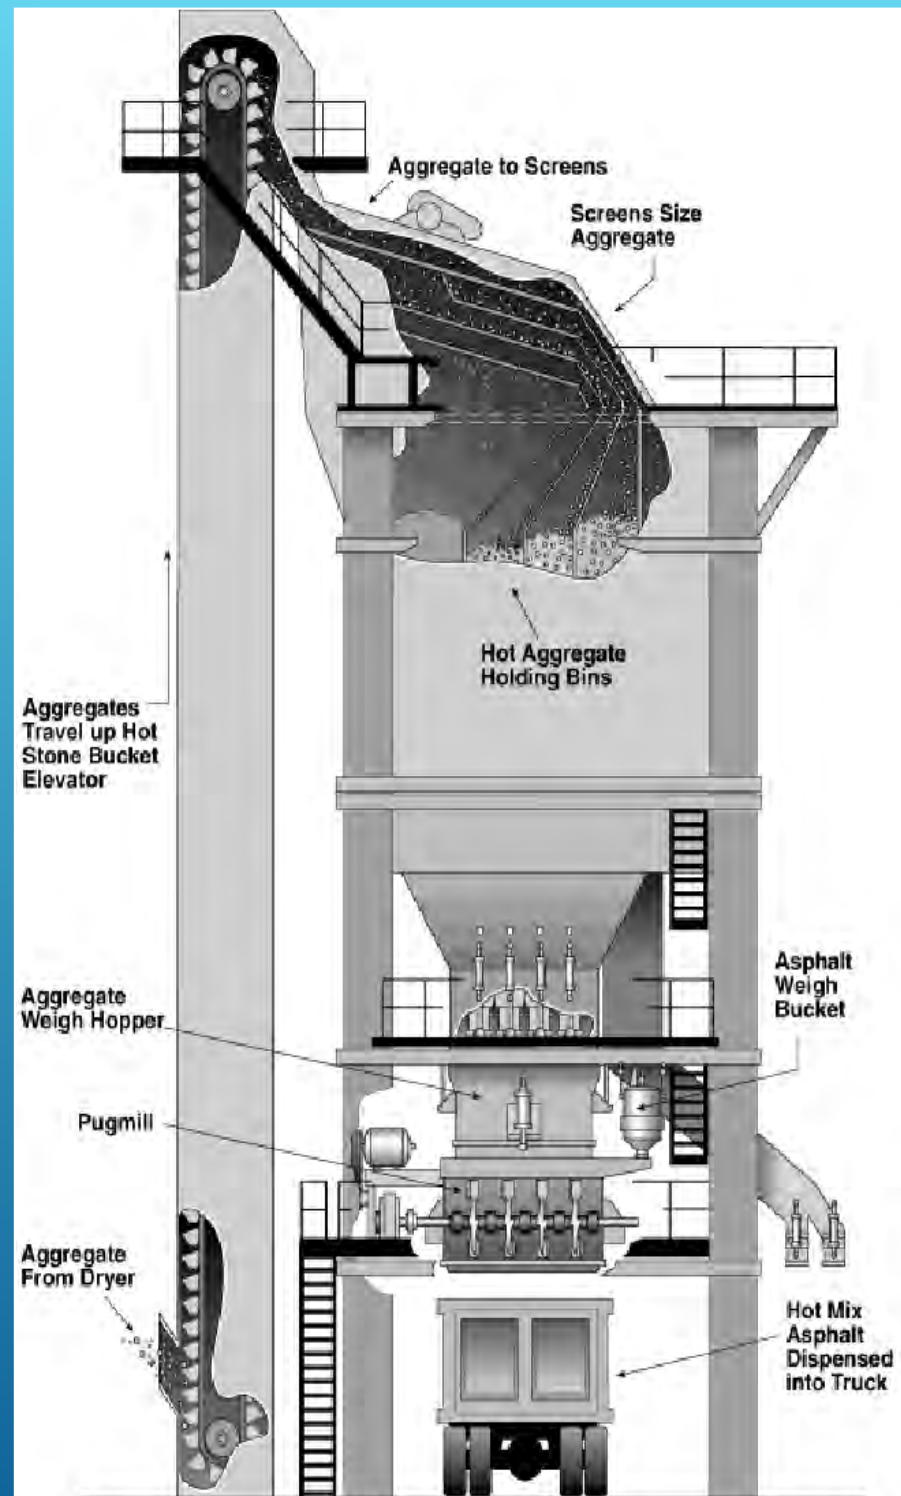 Aggregate to Screens
Screens Size
Aggregate
Hot Aggregate
Holding Bins
Aggregates
Travel up Hot
Stone Bucket
Elevator
Asphalt
Weigh
Bucket
Aggregate
Weigh Hopper
Pugmill
Aggregate
From Dryer
Hot Mix
Asphalt
Dispensed
into Truck